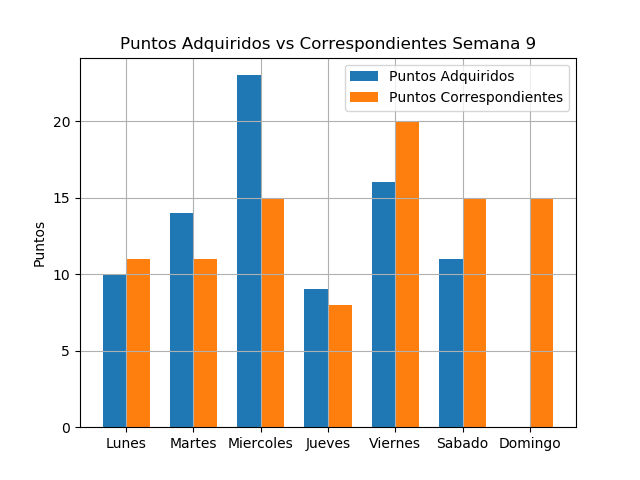 Puntos Adquiridos vs Correspondientes Semana 9
Puntos Adquiridos
Puntos Correspondientes
Puntos
20
15
10
5
0
Lunes Martes Miercoles Jueves Viernes Sabado Domingo